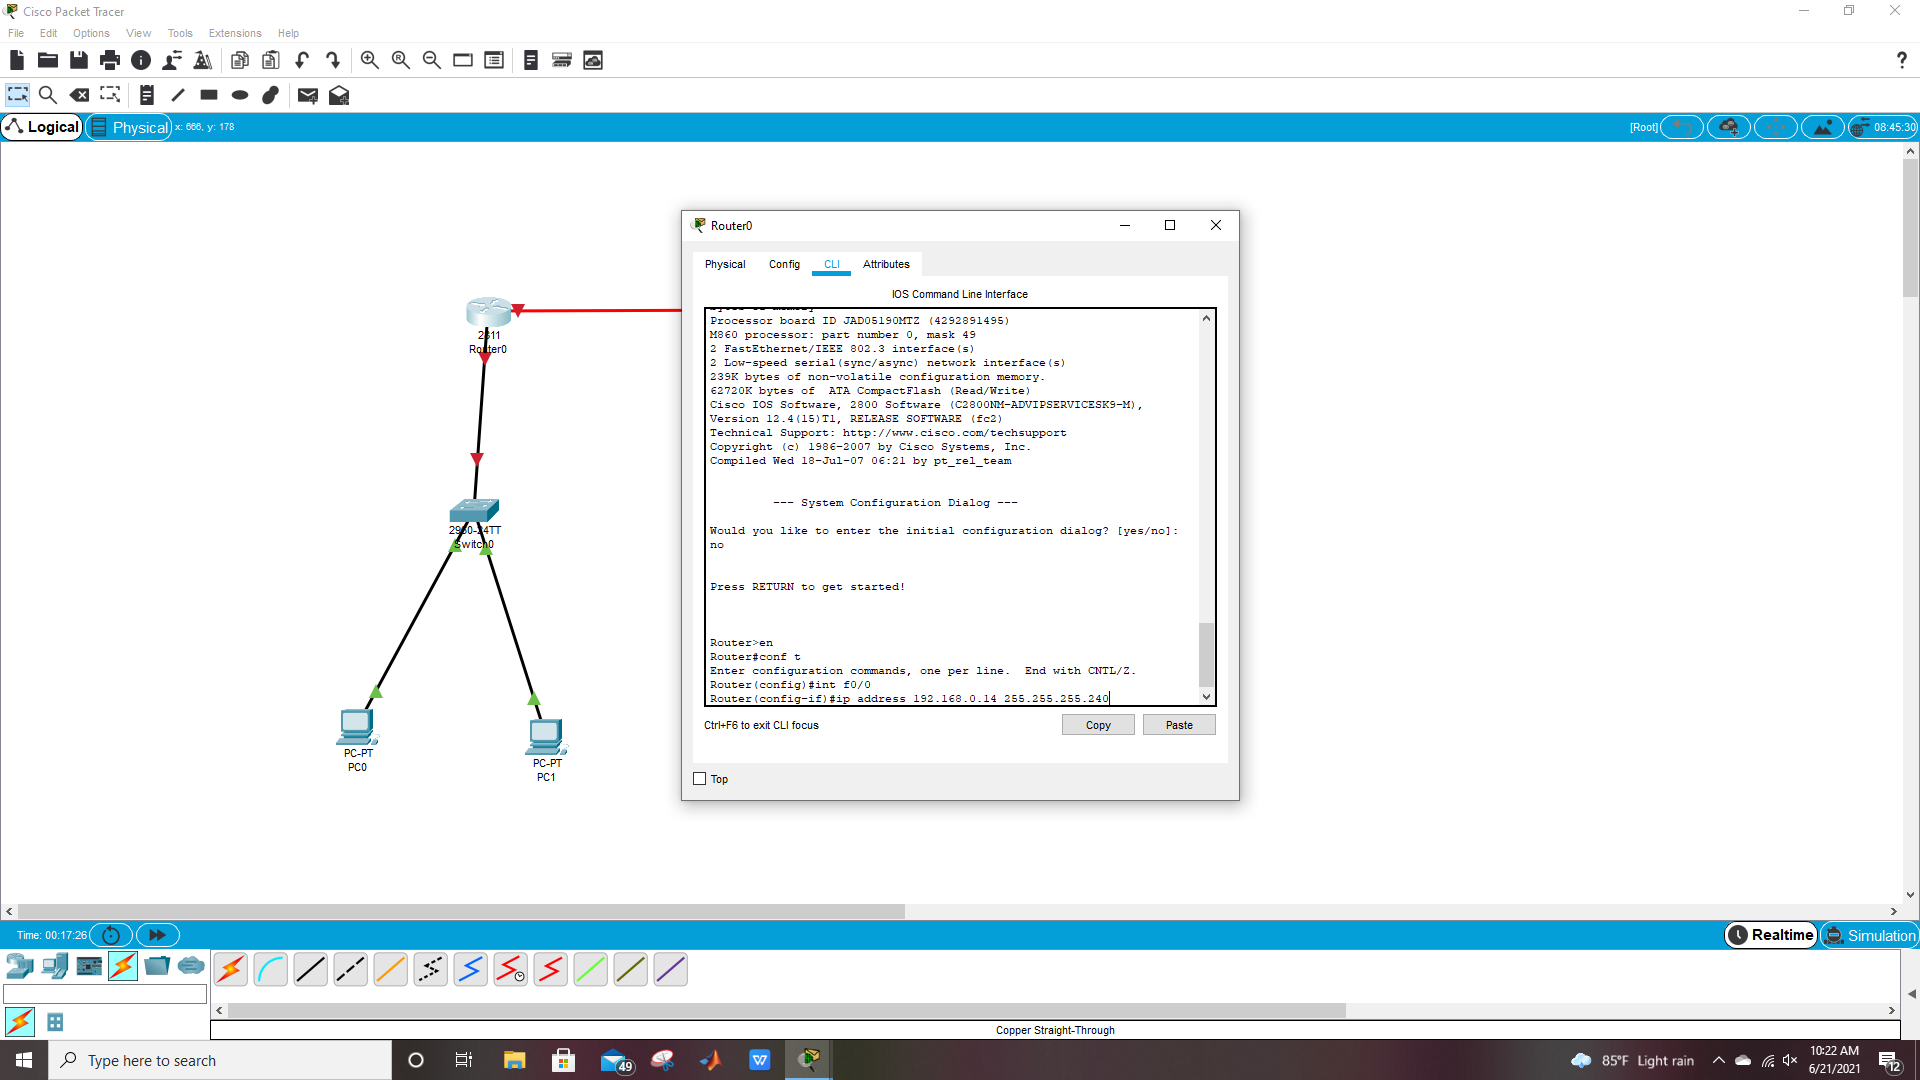 Cisco Packet Tracer
File Edit Options View Tools Extensions Help
Logical Physical x: 666, y: 178 [Root] 08:45:30
Router0
Physical Config CLI Attributes
IOS Command Line Interface
Processor board ID JAD05190MTZ (4292891495)
M860 processor: part number 0, mask 49
2 FastEthernet/IEEE 802.3 interface(s)
2 Low-speed serial(sync/async) network interface(s)
239K bytes of non-volatile configuration memory.
62720K bytes of ATA CompactFlash (Read/Write)
Cisco IOS Software, 2800 Software (C2800NM-ADVIPSERVICESK9-M),
Version 12.4(15)T1, RELEASE SOFTWARE (fc2)
Technical Support: http://www.cisco.com/techsupport
Copyright (c) 1986-2007 by Cisco Systems, Inc.
Compiled Wed 18-Jul-07 06:21 by pt_rel_team
--- System Configuration Dialog ---
Would you like to enter the initial configuration dialog? [yes/no]:
no
Press RETURN to get started!
Router>en
Router#conf t
Enter configuration commands, one per line. End with CNTL/Z.
Router(config)#int f0/0
Router(config-if)#ip address 192.168.0.14 255.255.255.240
Ctrl+F6 to exit CLI focus
Copy Paste
Top
Router0
Switch0
PC-PT
PC0
PC-PT
PC1
Time: 00:17:26
Realtime Simulation
Copper Straight-Through
Type here to search
49
85°F Light rain
10:22 AM
6/21/2021
12